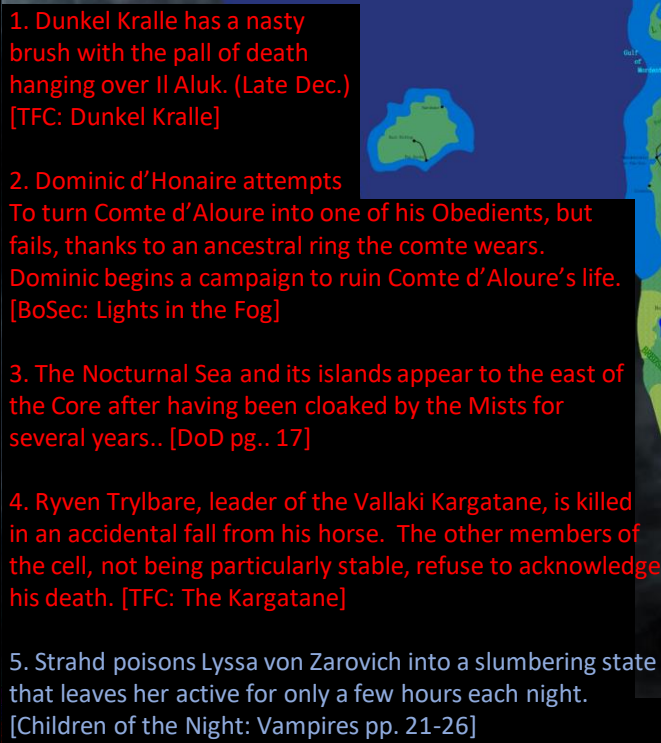 1. Dunkel Kralle has a nasty
brush with the pall of death
hanging over Il Aluk. (Late Dec.)
[TFC: Dunkel Kralle]
2. Dominic d’Honaire attempts
To turn Comte d’Aloure into one of his Obedients, but
fails, thanks to an ancestral ring the comte wears.
Dominic begins a campaign to ruin Comte d’Aloure’s life.
[BoSec: Lights in the Fog]
3. The Nocturnal Sea and its islands appear to the east of
the Core after having been cloaked by the Mists for
several years.. [DoD pg.. 17]
4. Ryven Trylbare, leader of the Vallaki Kargatane, is killed
in an accidental fall from his horse.  The other members of
the cell, not being particularly stable, refuse to acknowledge
his death. [TFC: The Kargatane]
5. Strahd poisons Lyssa von Zarovich into a slumbering state
that leaves her active for only a few hours each night.
[Children of the Night: Vampires pp. 21-26]
Gulf
of